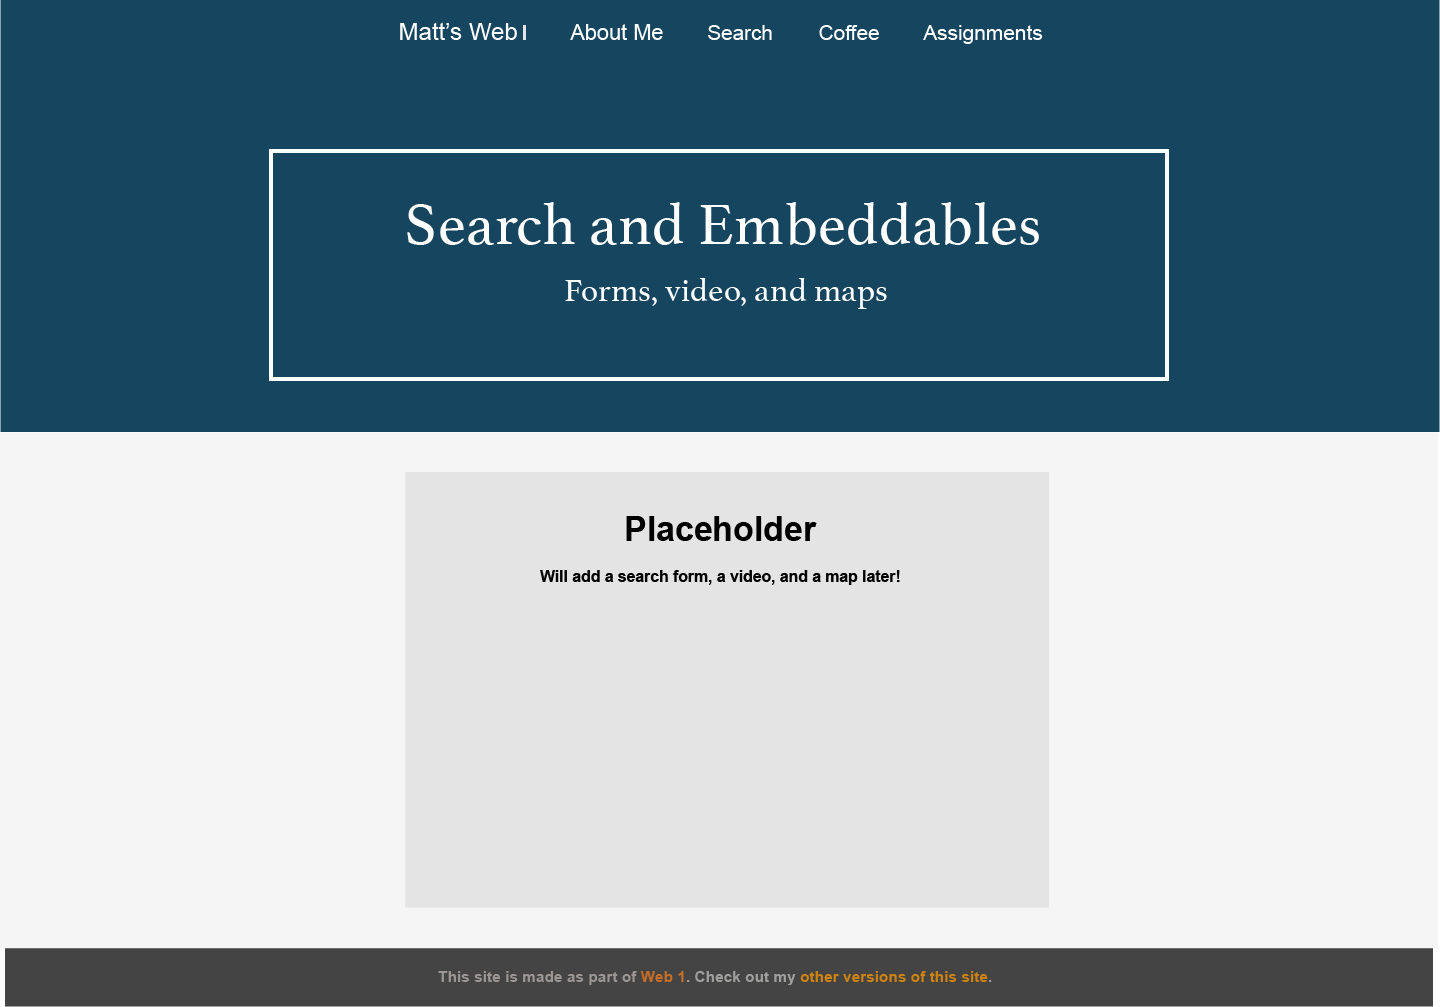 Matt’s Web I About Me Search Coffee Assignments
Search and Embeddables
Forms, video, and maps
Placeholder
Will add a search form, a video, and a map later!
This site is made as part of Web 1. Check out my other versions of this site.